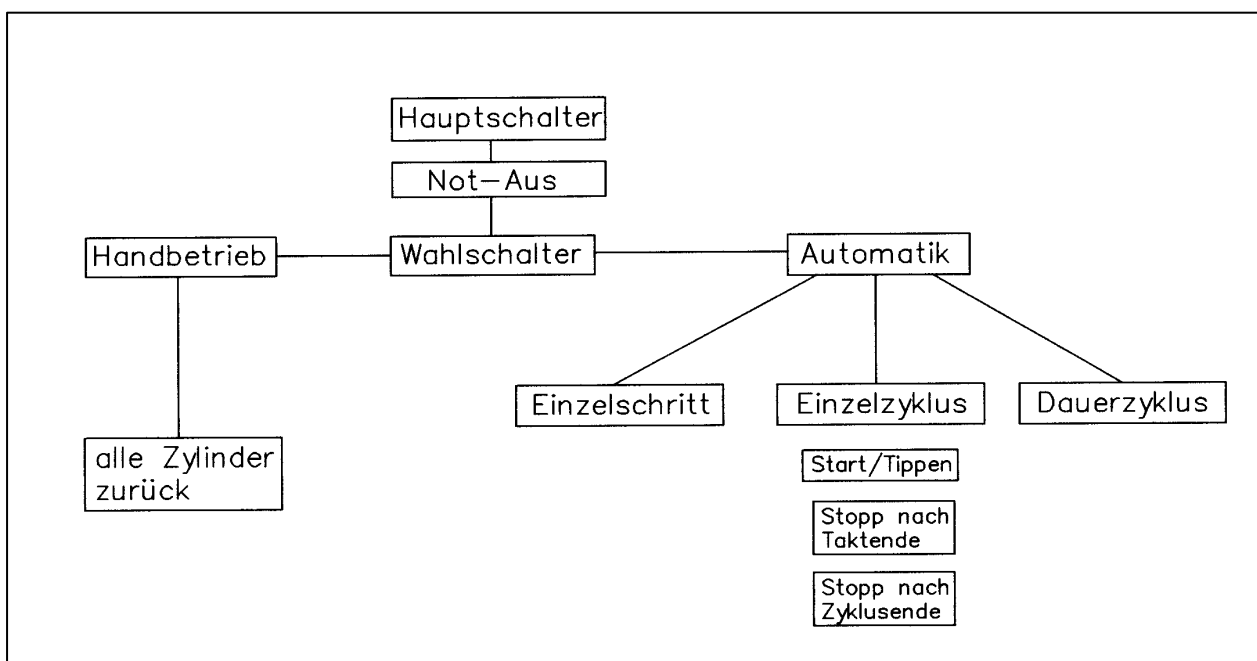 Hauptschalter
Not-Aus
Handbetrieb
Wahlschalter
Automatik
Einzelschritt
Einzelzyklus
Dauerzyklus
alle Zylinder
zurück
Start/Tippen
Stopp nach
Taktende
Stopp nach
Zyklusende